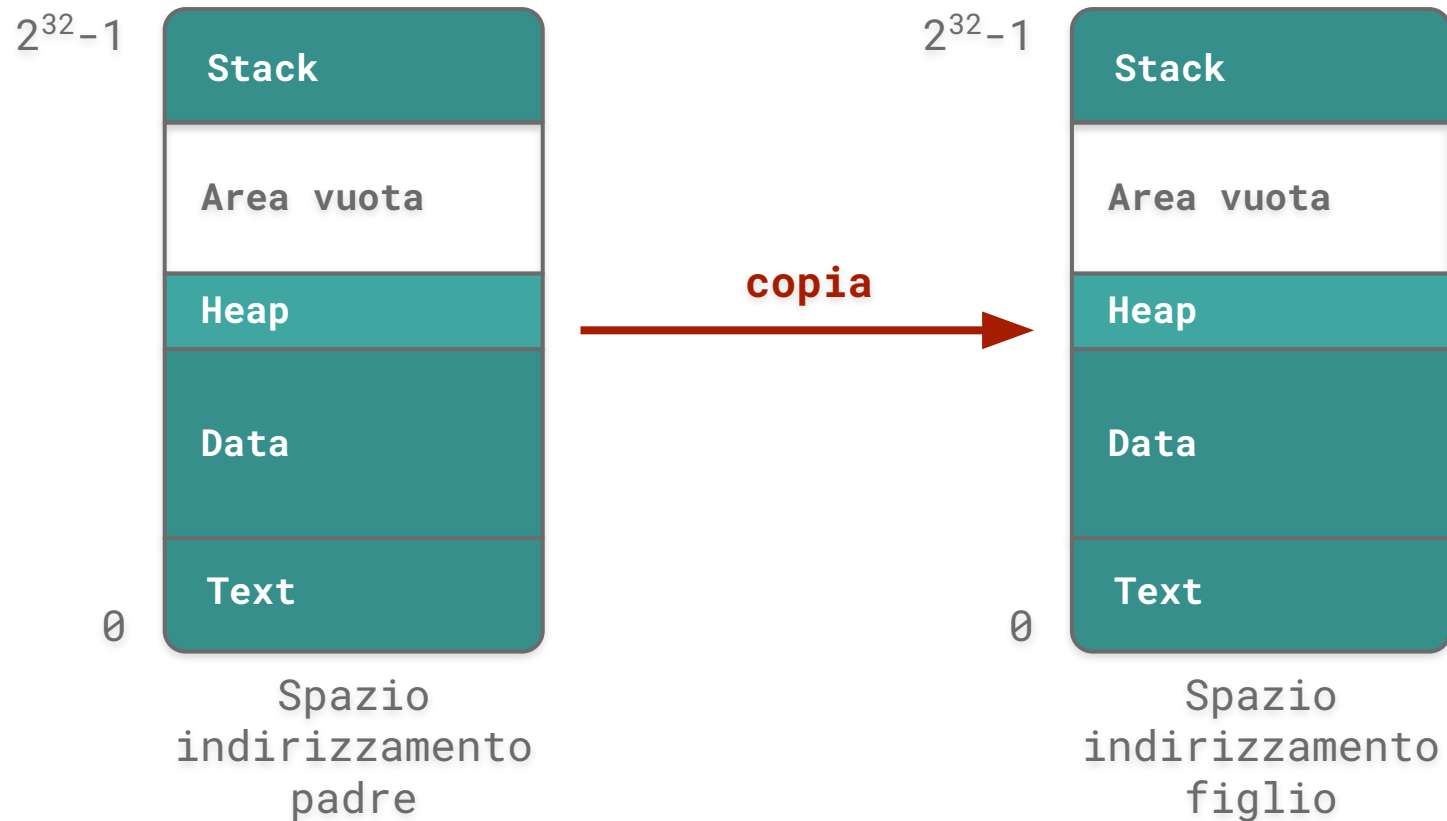 2³²-1
Stack
Area vuota
Heap
Data
Text
0
Spazio
indirizzamento
padre
copia
2³²-1
Stack
Area vuota
Heap
Data
Text
0
Spazio
indirizzamento
figlio